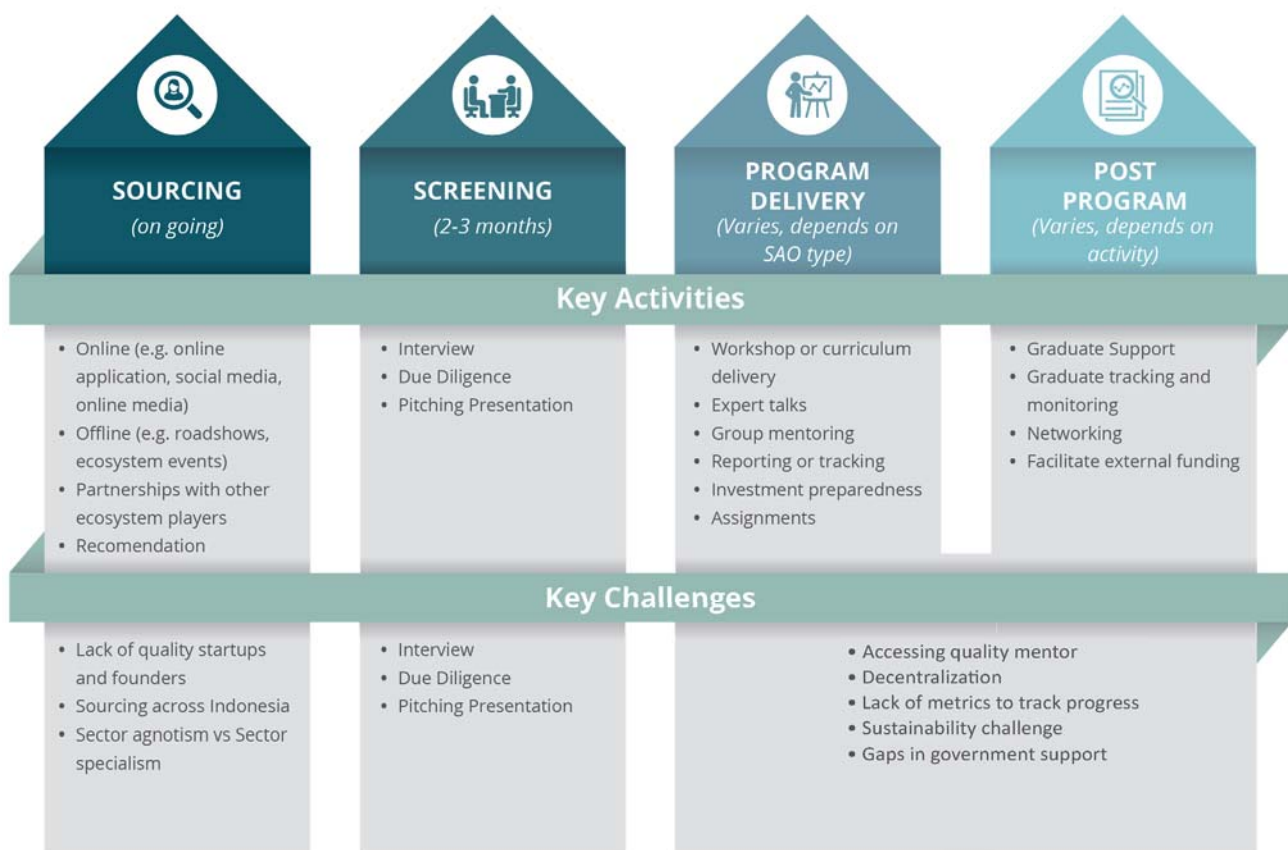 SOURCING
(on going)
SCREENING
(2-3 months)
PROGRAM
DELIVERY
(Varies, depends on
SAO type)
POST
PROGRAM
(Varies, depends on
activity)
Key Activities
• Online (e.g. online
application, social media,
online media)
• Offline (e.g. roadshows,
ecosystem events)
• Partnerships with other
ecosystem players
• Recomendation
• Interview
• Due Diligence
• Pitching Presentation
• Workshop or curriculum
delivery
• Expert talks
• Group mentoring
• Reporting or tracking
• Investment preparedness
• Assignments
• Graduate Support
• Graduate tracking and
monitoring
• Networking
• Facilitate external funding
Key Challenges
• Lack of quality startups
and founders
• Sourcing across Indonesia
• Sector agnotism vs Sector
specialism
• Interview
• Due Diligence
• Pitching Presentation
• Accessing quality mentor
• Decentralization
• Lack of metrics to track progress
• Sustainability challenge
• Gaps in government support